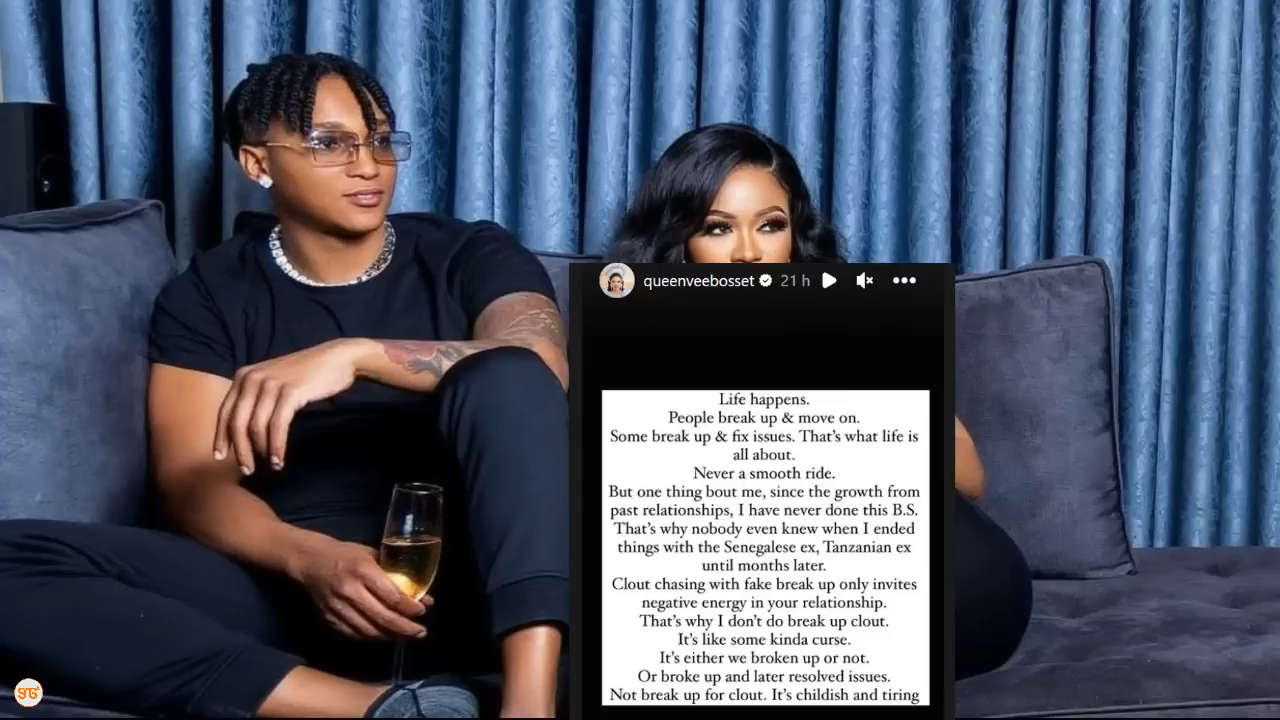 queenveebosset 21 h
Life happens.
People break up & move on.
Some break up & fix issues. That's what life is
all about.
Never a smooth ride.
But one thing bout me, since the growth from
past relationships, I have never done this B.S.
That's why nobody even knew when I ended
things with the Senegalese ex, Tanzanian ex
until months later.
Clout chasing with fake break up only invites
negative energy in your relationship.
That's why I don't do break up clout.
It's like some kinda curse.
It's either we broken up or not.
Or broke up and later resolved issues.
Not break up for clout. It's childish and tiring